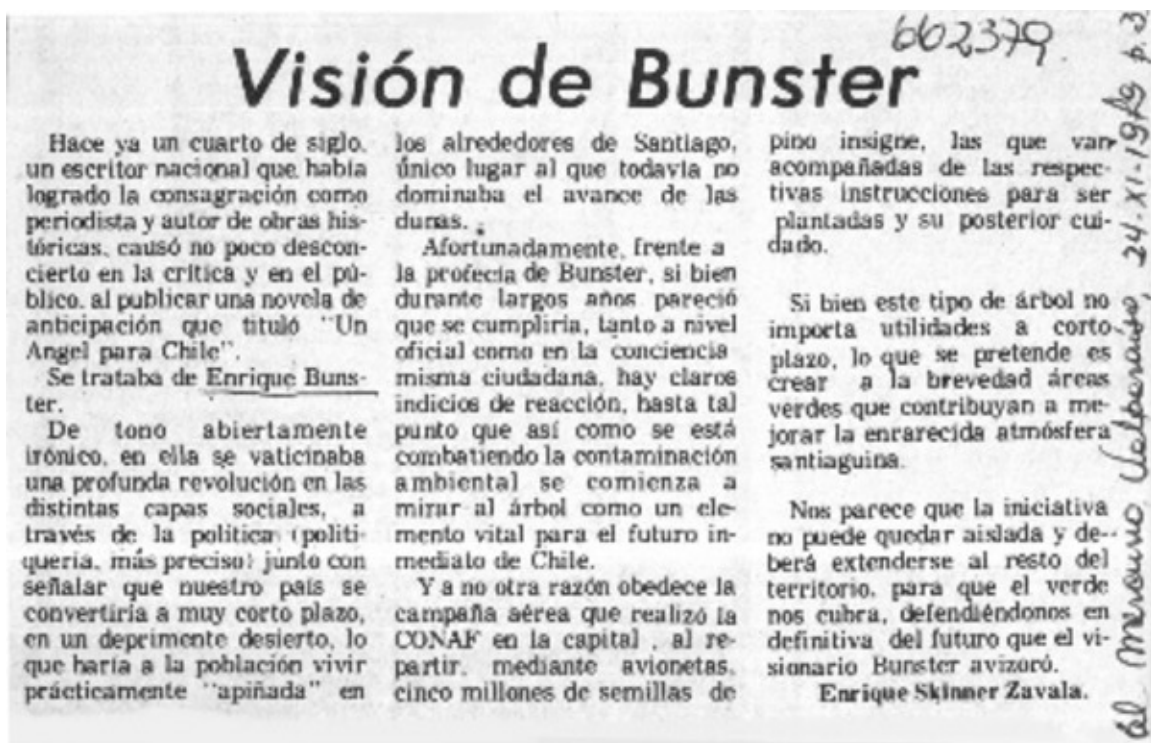 602379.
Visión de Bunster
Hace ya un cuarto de siglo,
un escritor nacional que había
logrado la consagración como
periodista y autor de obras his-
tóricas, causó no poco descon-
cierto en la crítica y en el pú-
blico, al publicar una novela de
anticipación que tituló "Un
Angel para Chile".
Se trataba de Enrique Buns-
ter.
De tono abiertamente
irónico, en ella se vaticinaba
una profunda revolución en las
distintas capas sociales, a
través de la política (politi-
quería, más preciso) junto con
señalar que nuestro país se
convertiría a muy corto plazo,
en un deprimente desierto, lo
que haría a la población vivir
prácticamente "apiñada" en
los alrededores de Santiago,
único lugar al que todavía no
dominaba el avance de las
dunas.
Afortunadamente, frente a
la profecía de Bunster, si bien
durante largos años pareció
que se cumpliría, tanto a nivel
oficial como en la conciencia
misma ciudadana, hay claros
indicios de reacción, hasta tal
punto que así como se está
combatiendo la contaminación
ambiental se comienza a
mirar al árbol como un ele-
mento vital para el futuro in-
mediato de Chile.
Y a no otra razón obedece la
campaña aérea que realizó la
CONAF en la capital , al re-
partir, mediante avionetas,
cinco millones de semillas de
pino insigne, las que van
acompañadas de las respec-
tivas instrucciones para ser
plantadas y su posterior cui-
dado.
Si bien este tipo de árbol no
importa utilidades a corto
plazo, lo que se pretende es
crear a la brevedad áreas
verdes que contribuyan a me-
jorar la enrarecida atmósfera
santiaguina.
Nos parece que la iniciativa
no puede quedar aislada y de-
berá extenderse al resto del
territorio, para que el verde
nos cubra, defendiéndonos en
definitiva del futuro que el vi-
sionario Bunster avizoró.
Enrique Skinner Zavala.
El Mercurio, Valparaíso, 24-XI-1979 p. 3